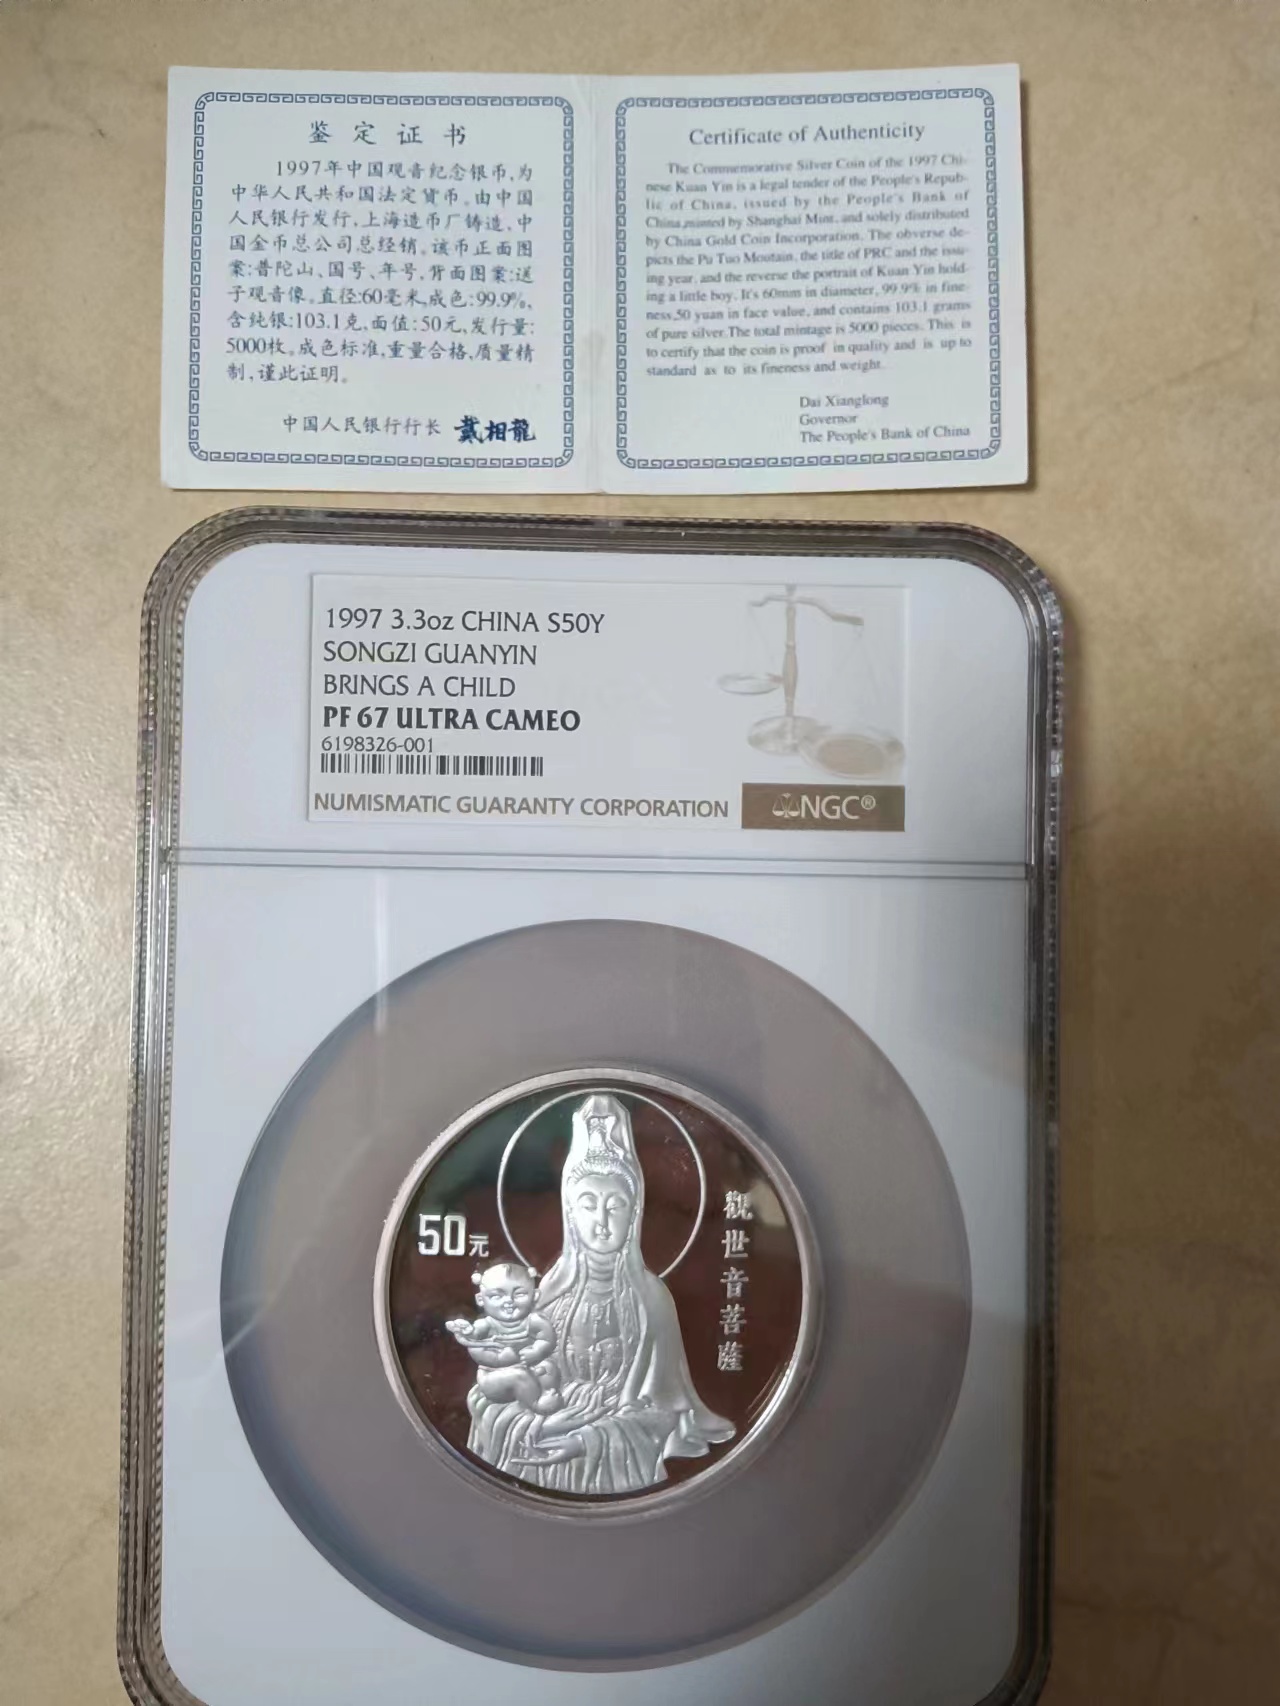 鉴定证书
1997年中国观音纪念银币,为
中华人民共和国法定货币。由中国
人民银行发行,上海造币厂铸造,中
国金币总公司总经销。该币正面图
案:普陀山、国号、年号,背面图案:送
子观音像。直径:60毫米,成色:99.9%,
含纯银:103.1克,面值:50元,发行量:
5000枚。成色标准,重量合格,质量精
制,谨此证明。
中国人民银行行长 戴相龍
Certificate of Authenticity
The Commemorative Silver Coin of the 1997 Chi-
nese Kuan Yin is a legal tender of the People's Repub-
lic of China, issued by the People's Bank of
China,minted by Shanghai Mint, and solely distributed
by China Gold Coin Incorporation. The obverse de-
picts the Pu Tuo Moutain, the title of PRC and the issu-
ing year, and the reverse the portrait of Kuan Yin hold-
ing a little boy. It's 60mm in diameter, 99.9% in fine-
ness,50 yuan in face value, and contains 103.1 grams
of pure silver.The total mintage is 5000 pieces. This is
to certify that the coin is proof in quality and is up to
standard as to its fineness and weight.
Dai Xianglong
Governor
The People's Bank of China
1997 3.3oz CHINA S50Y
SONGZI GUANYIN
BRINGS A CHILD
PF 67 ULTRA CAMEO
6198326-001
NUMISMATIC GUARANTY CORPORATION
NGC®
50元
觀世音菩薩